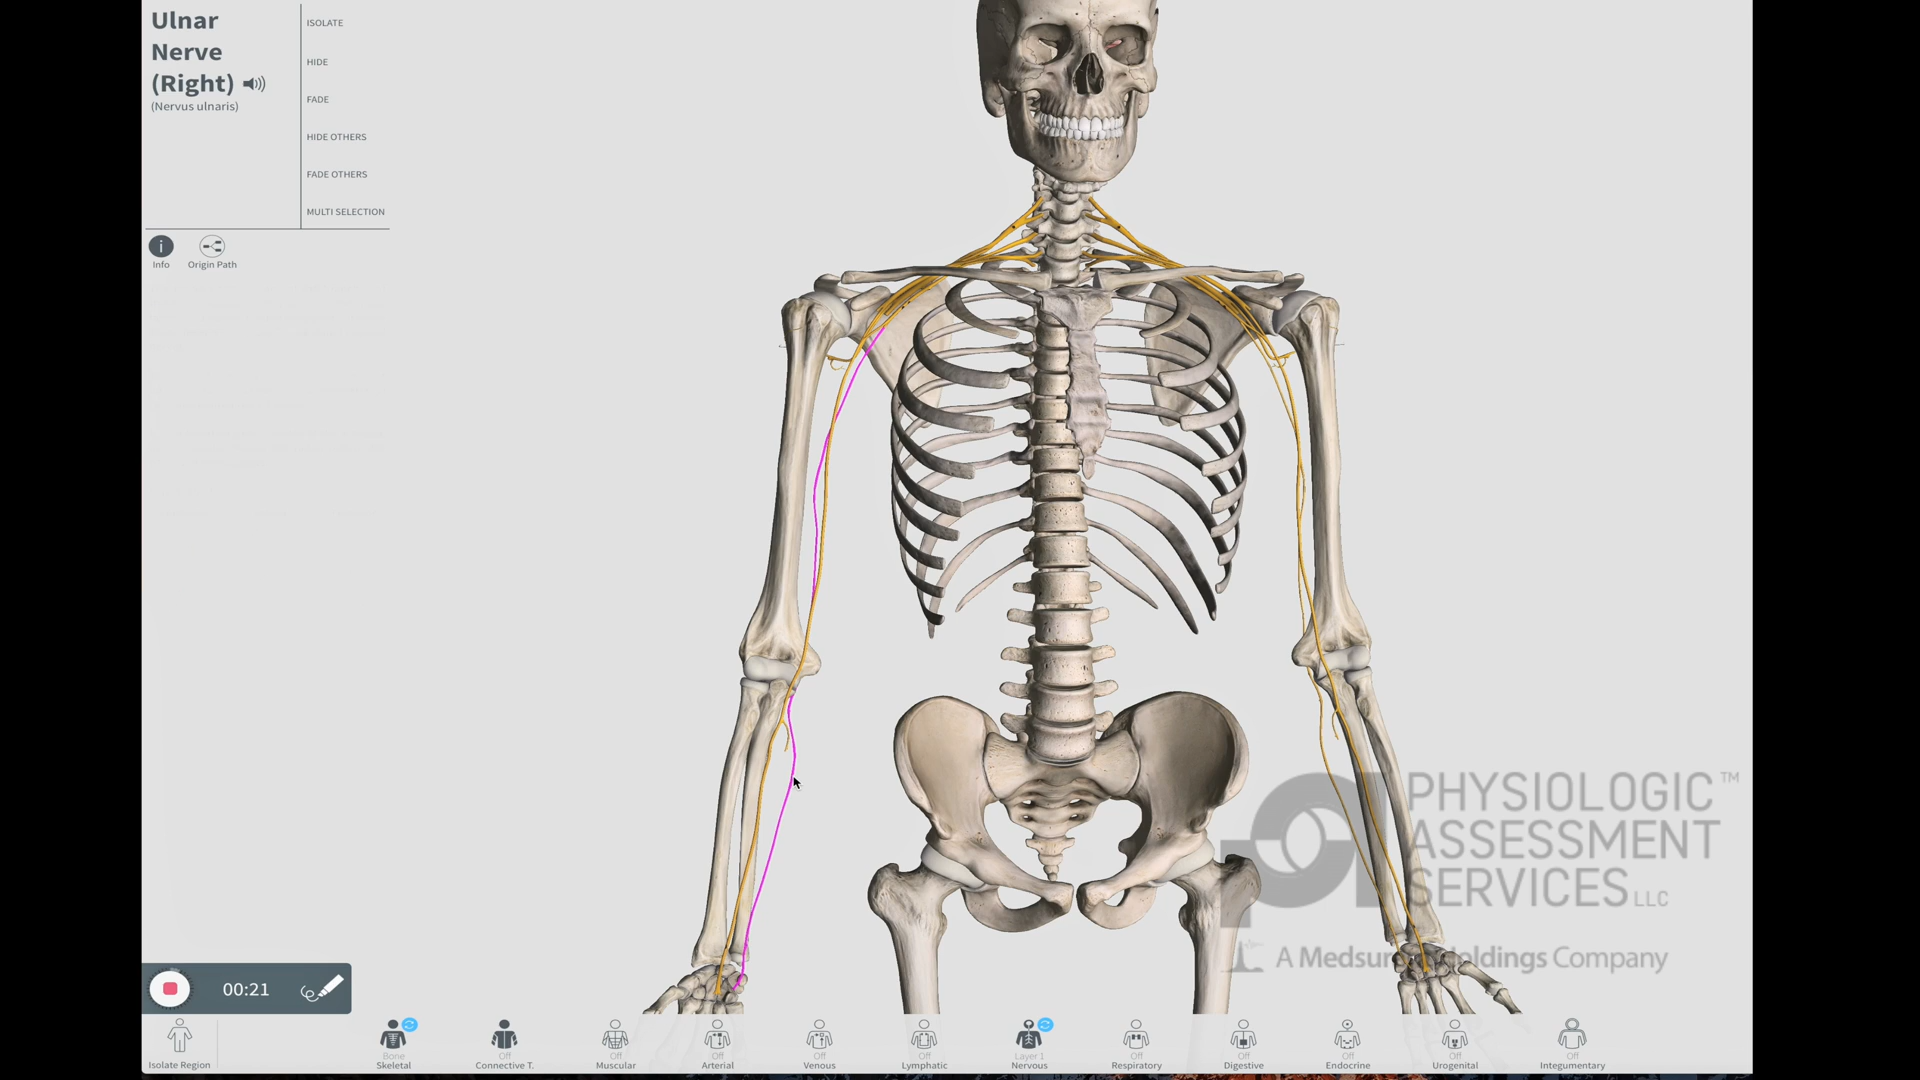 Ulnar
Nerve
(Right)
(Nervus ulnaris)
ISOLATE
HIDE
FADE
HIDE OTHERS
FADE OTHERS
MULTI SELECTION
i
Info
Origin Path
PHYSIOLOGIC™
ASSESSMENT
SERVICES LLC
A Medsurg Holdings Company
00:21
Isolate Region
Bone
Skeletal
Off
Connective T.
Off
Muscular
Off
Arterial
Off
Venous
Off
Lymphatic
Layer 1
Nervous
Off
Respiratory
Off
Digestive
Off
Endocrine
Off
Urogenital
Off
Integumentary